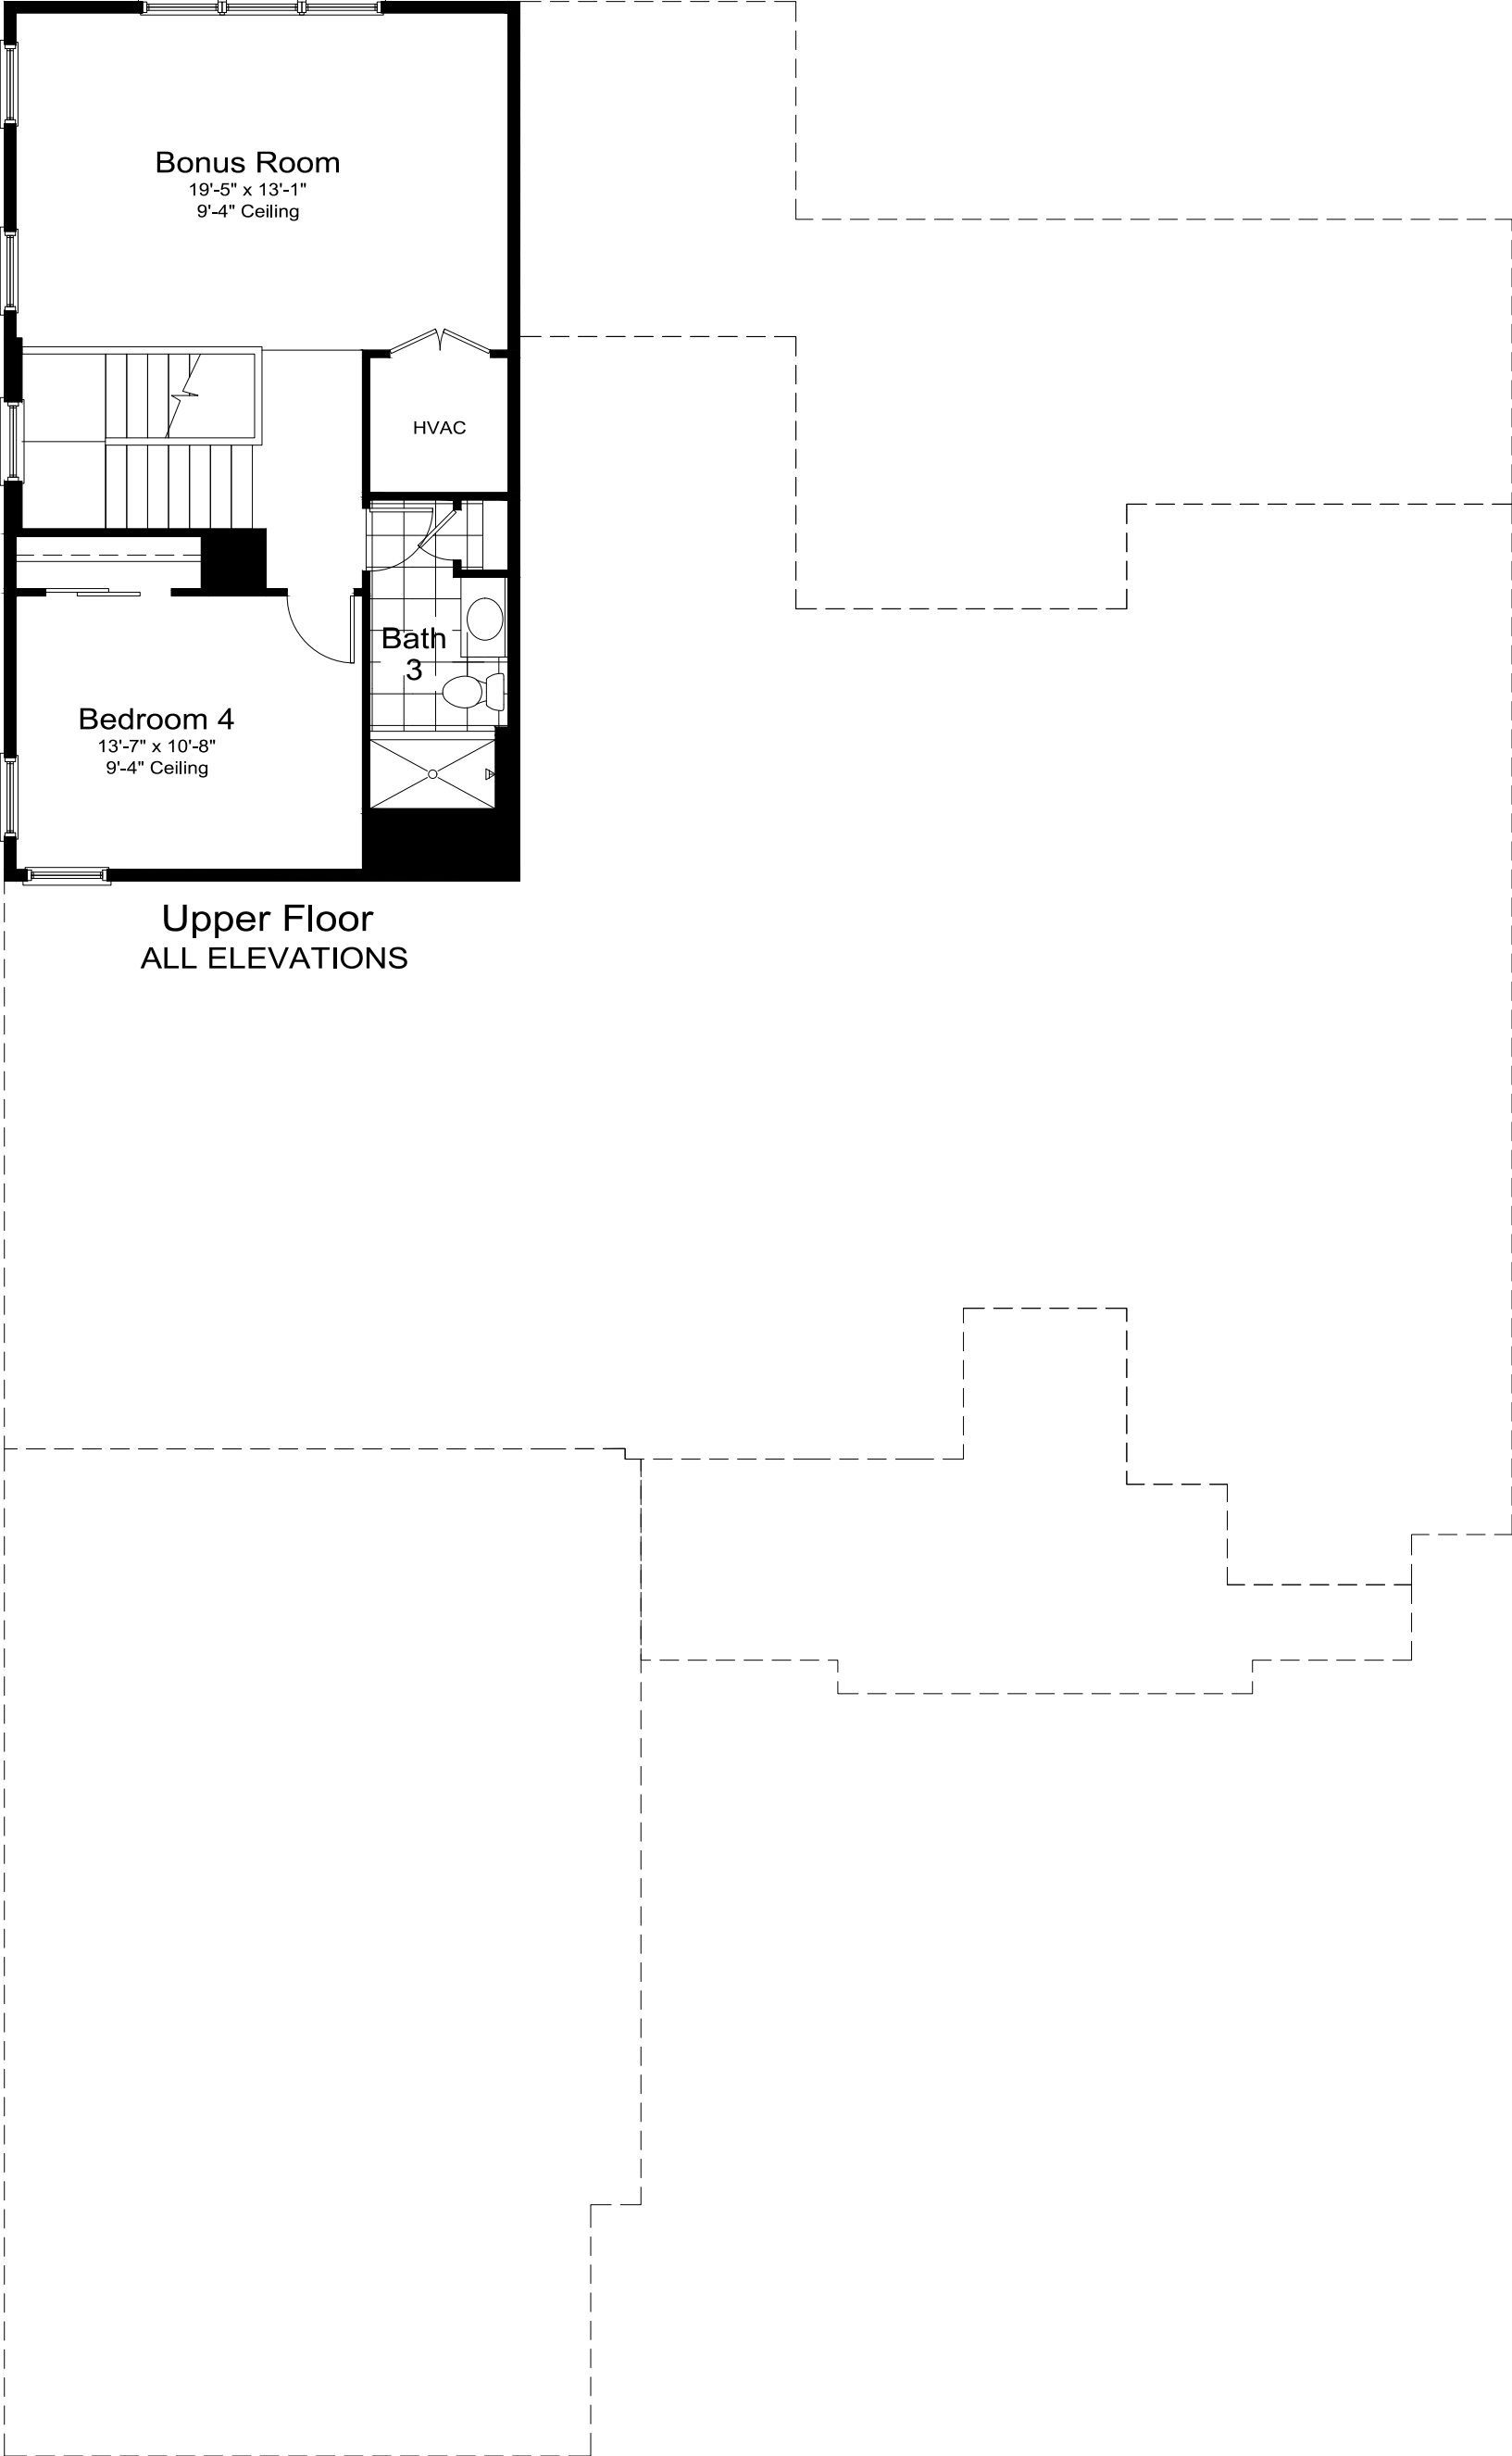 Bonus Room
19'-5" x 13'-1"
9'-4" Ceiling
HVAC
Bath
3
Bedroom 4
13'-7" x 10'-8"
9'-4" Ceiling
Upper Floor
ALL ELEVATIONS